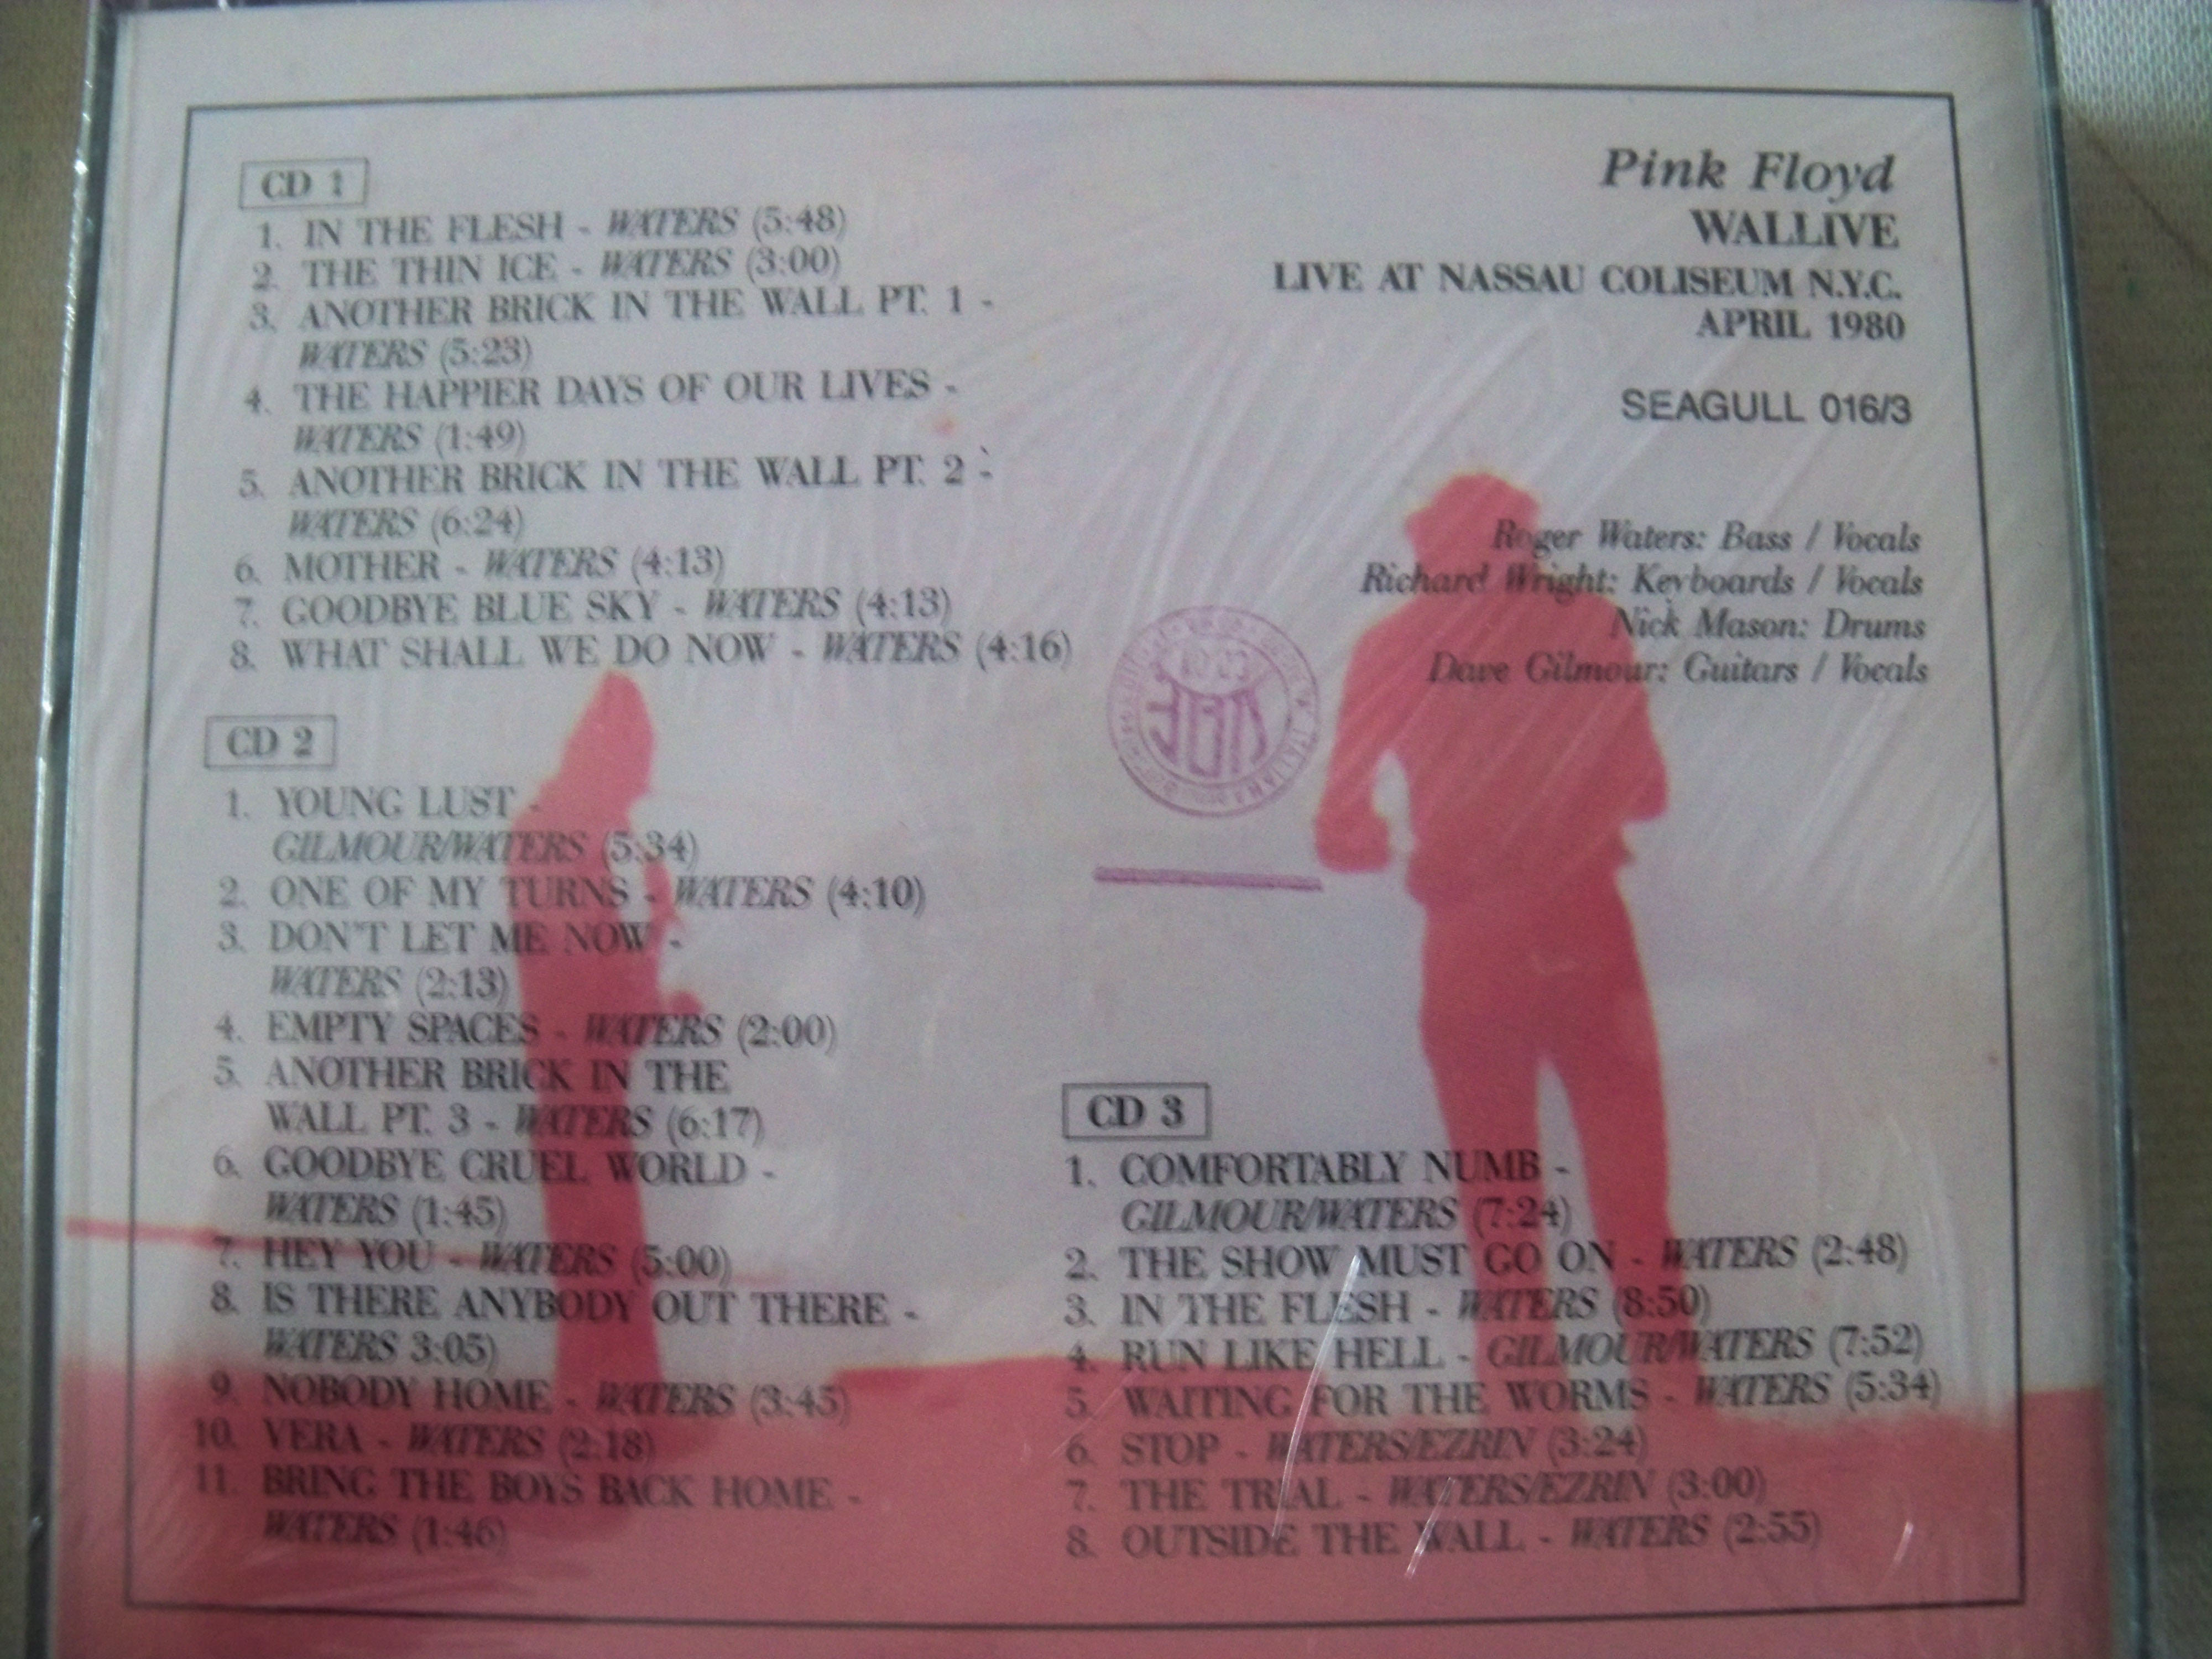 CD 1
1. IN THE FLESH - WATERS (5:48)
2. THE THIN ICE - WATERS (3:00)
3. ANOTHER BRICK IN THE WALL PT. 1 -
WATERS (5:23)
4. THE HAPPIER DAYS OF OUR LIVES -
WATERS (1:49)
5. ANOTHER BRICK IN THE WALL PT. 2 -
WATERS (6:24)
6. MOTHER - WATERS (4:13)
7. GOODBYE BLUE SKY - WATERS (4:13)
8. WHAT SHALL WE DO NOW - WATERS (4:16)
CD 2
1. YOUNG LUST -
GILMOUR/WATERS (5:34)
2. ONE OF MY TURNS - WATERS (4:10)
3. DON'T LET ME NOW -
WATERS (2:13)
4. EMPTY SPACES - WATERS (2:00)
5. ANOTHER BRICK IN THE
WALL PT. 3 - WATERS (6:17)
6. GOODBYE CRUEL WORLD -
WATERS (1:45)
7. HEY YOU - WATERS (5:00)
8. IS THERE ANYBODY OUT THERE -
WATERS 3:05)
9. NOBODY HOME - WATERS (3:45)
10. VERA - WATERS (2:18)
11. BRING THE BOYS BACK HOME -
WATERS (1:46)
Pink Floyd
WALLIVE
LIVE AT NASSAU COLISEUM N.Y.C.
APRIL 1980
SEAGULL 016/3
Roger Waters: Bass / Vocals
Richard Wright: Keyboards / Vocals
Nick Mason: Drums
Dave Gilmour: Guitars / Vocals
CD 3
1. COMFORTABLY NUMB -
GILMOUR/WATERS (7:24)
2. THE SHOW MUST GO ON - WATERS (2:48)
3. IN THE FLESH - WATERS (8:50)
4. RUN LIKE HELL - GILMOUR/WATERS (7:52)
5. WAITING FOR THE WORMS - WATERS (5:34)
6. STOP - WATERS/EZRIN (3:24)
7. THE TRIAL - WATERS/EZRIN (3:00)
8. OUTSIDE THE WALL - WATERS (2:55)